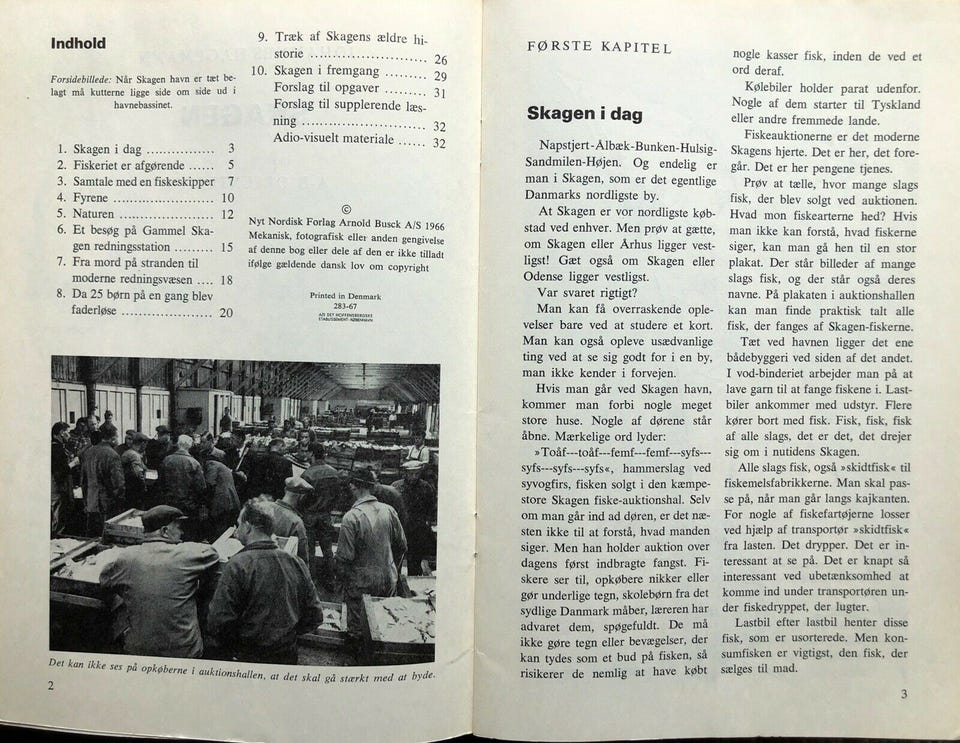 Indhold
Forsidebillede: Når Skagen havn er tæt be-
lagt må kutterne ligge side om side ud i
havnebassinet.
1. Skagen i dag ................ 3
2. Fiskeriet er afgørende ...... 5
3. Samtale med en fiskeskipper 7
4. Fyrene ........................ 10
5. Naturen ...................... 12
6. Et besøg på Gammel Ska-
gen redningsstation ......... 15
7. Fra mord på stranden til
moderne redningsvæsen .... 18
8. Da 25 børn på en gang blev
faderløse ...................... 20
9. Træk af Skagens ældre hi-
storie ........................... 26
10. Skagen i fremgang ......... 29
Forslag til opgaver ......... 31
Forslag til supplerende læs-
ning ............................. 32
Adio-visuelt materiale ...... 32
©
Nyt Nordisk Forlag Arnold Busck A/S 1966
Mekanisk, fotografisk eller anden gengivelse
af denne bog eller dele af den er ikke tilladt
ifølge gældende dansk lov om copyright
Printed in Denmark
283-67
A/S DET HOFFENSBERGSKE
ETABLISSEMENT-KØBENHAVN
Det kan ikke ses på opkøberne i auktionshallen, at det skal gå stærkt med at byde.
2
FØRSTE KAPITEL
Skagen i dag
Napstjert-Albæk-Bunken-Hulsig-
Sandmilen-Højen. Og endelig er
man i Skagen, som er det egentlige
Danmarks nordligste by.
At Skagen er vor nordligste køb-
stad ved enhver. Men prøv at gætte,
om Skagen eller Århus ligger vest-
ligst! Gæt også om Skagen eller
Odense ligger vestligst.
Var svaret rigtigt?
Man kan få overraskende ople-
velser bare ved at studere et kort.
Man kan også opleve usædvanlige
ting ved at se sig godt for i en by,
man ikke kender i forvejen.
Hvis man går ved Skagen havn,
kommer man forbi nogle meget
store huse. Nogle af dørene står
åbne. Mærkelige ord lyder:
»Toåf---toåf---femf---femf---syfs---
syfs---syfs---syfs«, hammerslag ved
syvogfirs, fisken solgt i den kæmpe-
store Skagen fiske-auktionshal. Selv
om man går ind ad døren, er det næ-
sten ikke til at forstå, hvad manden
siger. Men han holder auktion over
dagens først indbragte fangst. Fi-
skere ser til, opkøbere nikker eller
gør underlige tegn, skolebørn fra det
sydlige Danmark måber, læreren har
advaret dem, spøgefuldt. De må
ikke gøre tegn eller bevægelser, der
kan tydes som et bud på fisken, så
risikerer de nemlig at have købt
nogle kasser fisk, inden de ved et
ord deraf.
Kølebiler holder parat udenfor.
Nogle af dem starter til Tyskland
eller andre fremmede lande.
Fiskeauktionerne er det moderne
Skagens hjerte. Det er her, det fore-
går. Det er her pengene tjenes.
Prøv at tælle, hvor mange slags
fisk, der blev solgt ved auktionen.
Hvad mon fiskearterne hed? Hvis
man ikke kan forstå, hvad fiskerne
siger, kan man gå hen til en stor
plakat. Der står billeder af mange
slags fisk, og der står også deres
navne. På plakaten i auktionshallen
kan man finde praktisk talt alle
fisk, der fanges af Skagen-fiskerne.
Tæt ved havnen ligger det ene
bådebyggeri ved siden af det andet.
I vod-binderiet arbejder man på at
lave garn til at fange fiskene i. Last-
biler ankommer med udstyr. Flere
kører bort med fisk. Fisk, fisk, fisk
af alle slags, det er det, det drejer
sig om i nutidens Skagen.
Alle slags fisk, også »skidtfisk« til
fiskemelsfabrikkerne. Man skal pas-
se på, når man går langs kajkanten.
For nogle af fiskefartøjerne losser
ved hjælp af transportør »skidtfisk«
fra lasten. Det drypper. Det er in-
teressant at se på. Det er knapt så
interessant ved ubetænksomhed at
komme ind under transportøren un-
der fiskedryppet, der lugter.
Lastbil efter lastbil henter disse
fisk, som er usorterede. Men kon-
sumfisken er vigtigst, den fisk, der
sælges til mad.
3